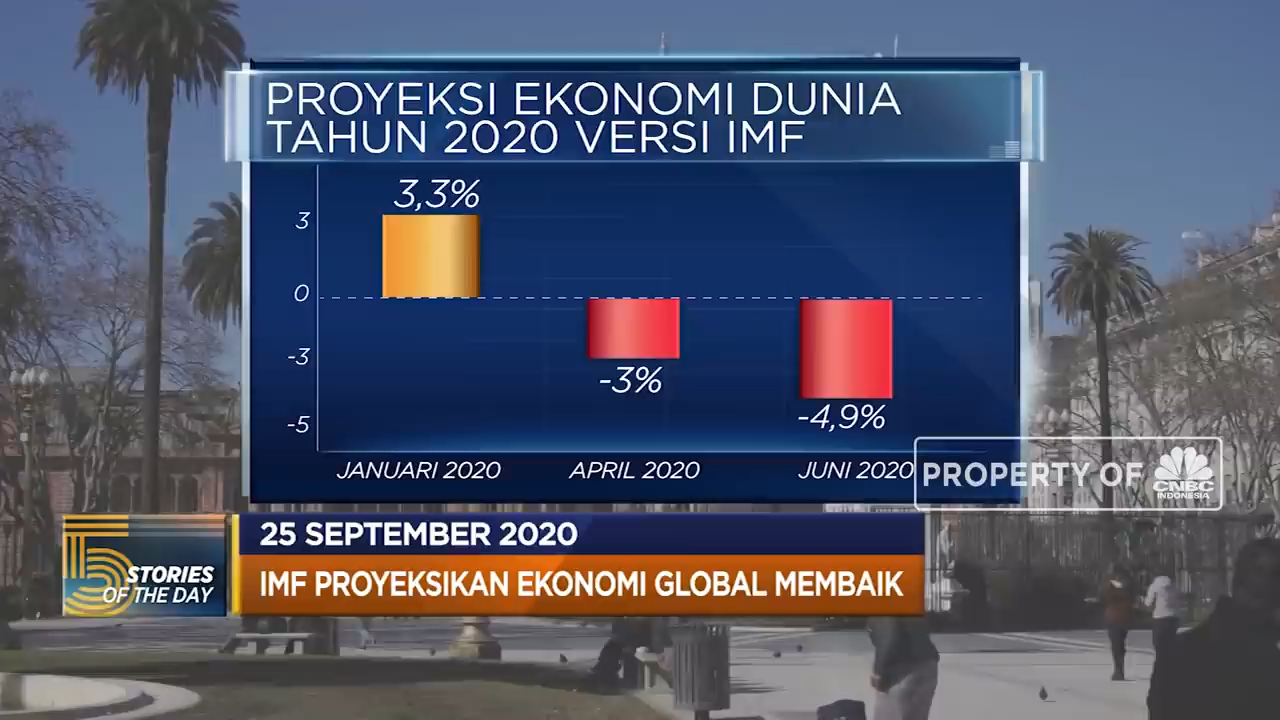 PROYEKSI EKONOMI DUNIA
TAHUN 2020 VERSI IMF
3,3%
3
0
-3
-3%
-4,9%
-5
JANUARI 2020
APRIL 2020
JUNI 2020
PROPERTY OF
CNBC
INDONESIA
25 SEPTEMBER 2020
5 STORIES
OF THE DAY
IMF PROYEKSIKAN EKONOMI GLOBAL MEMBAIK